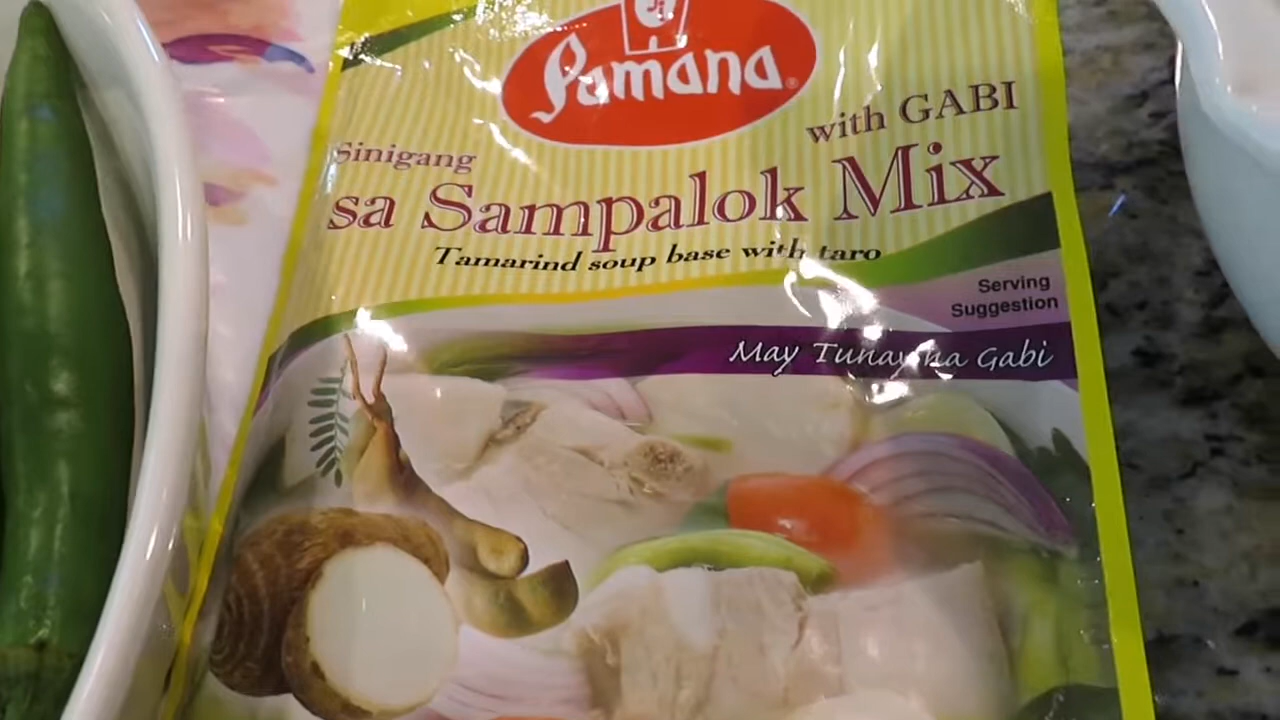 Pamana
with GABI
Sinigang
sa Sampalok Mix
Tamarind soup base with taro
Serving
Suggestion
May Tunay na Gabi